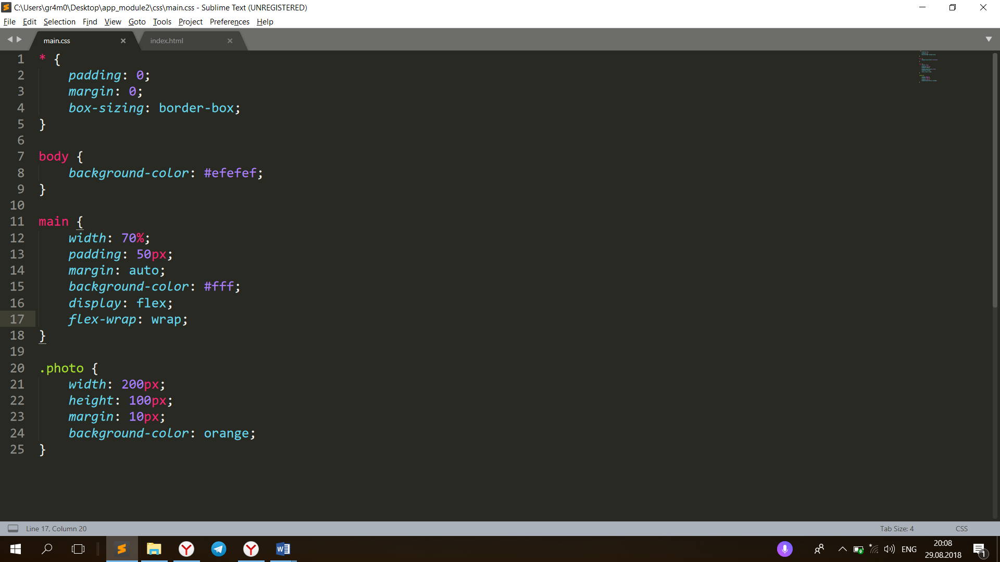 C:\Users\gr4m0\Desktop\app_module2\css\main.css - Sublime Text (UNREGISTERED)
File Edit Selection Find View Goto Tools Project Preferences Help
main.css index.html
1 * {
2     padding: 0;
3     margin: 0;
4     box-sizing: border-box;
5 }
6
7 body {
8     background-color: #efefef;
9 }
10
11 main {
12     width: 70%;
13     padding: 50px;
14     margin: auto;
15     background-color: #fff;
16     display: flex;
17     flex-wrap: wrap;
18 }
19
20 .photo {
21     width: 200px;
22     height: 100px;
23     margin: 10px;
24     background-color: orange;
25 }
Line 17, Column 20 Tab Size: 4 CSS
ENG
20:08
29.08.2018
1